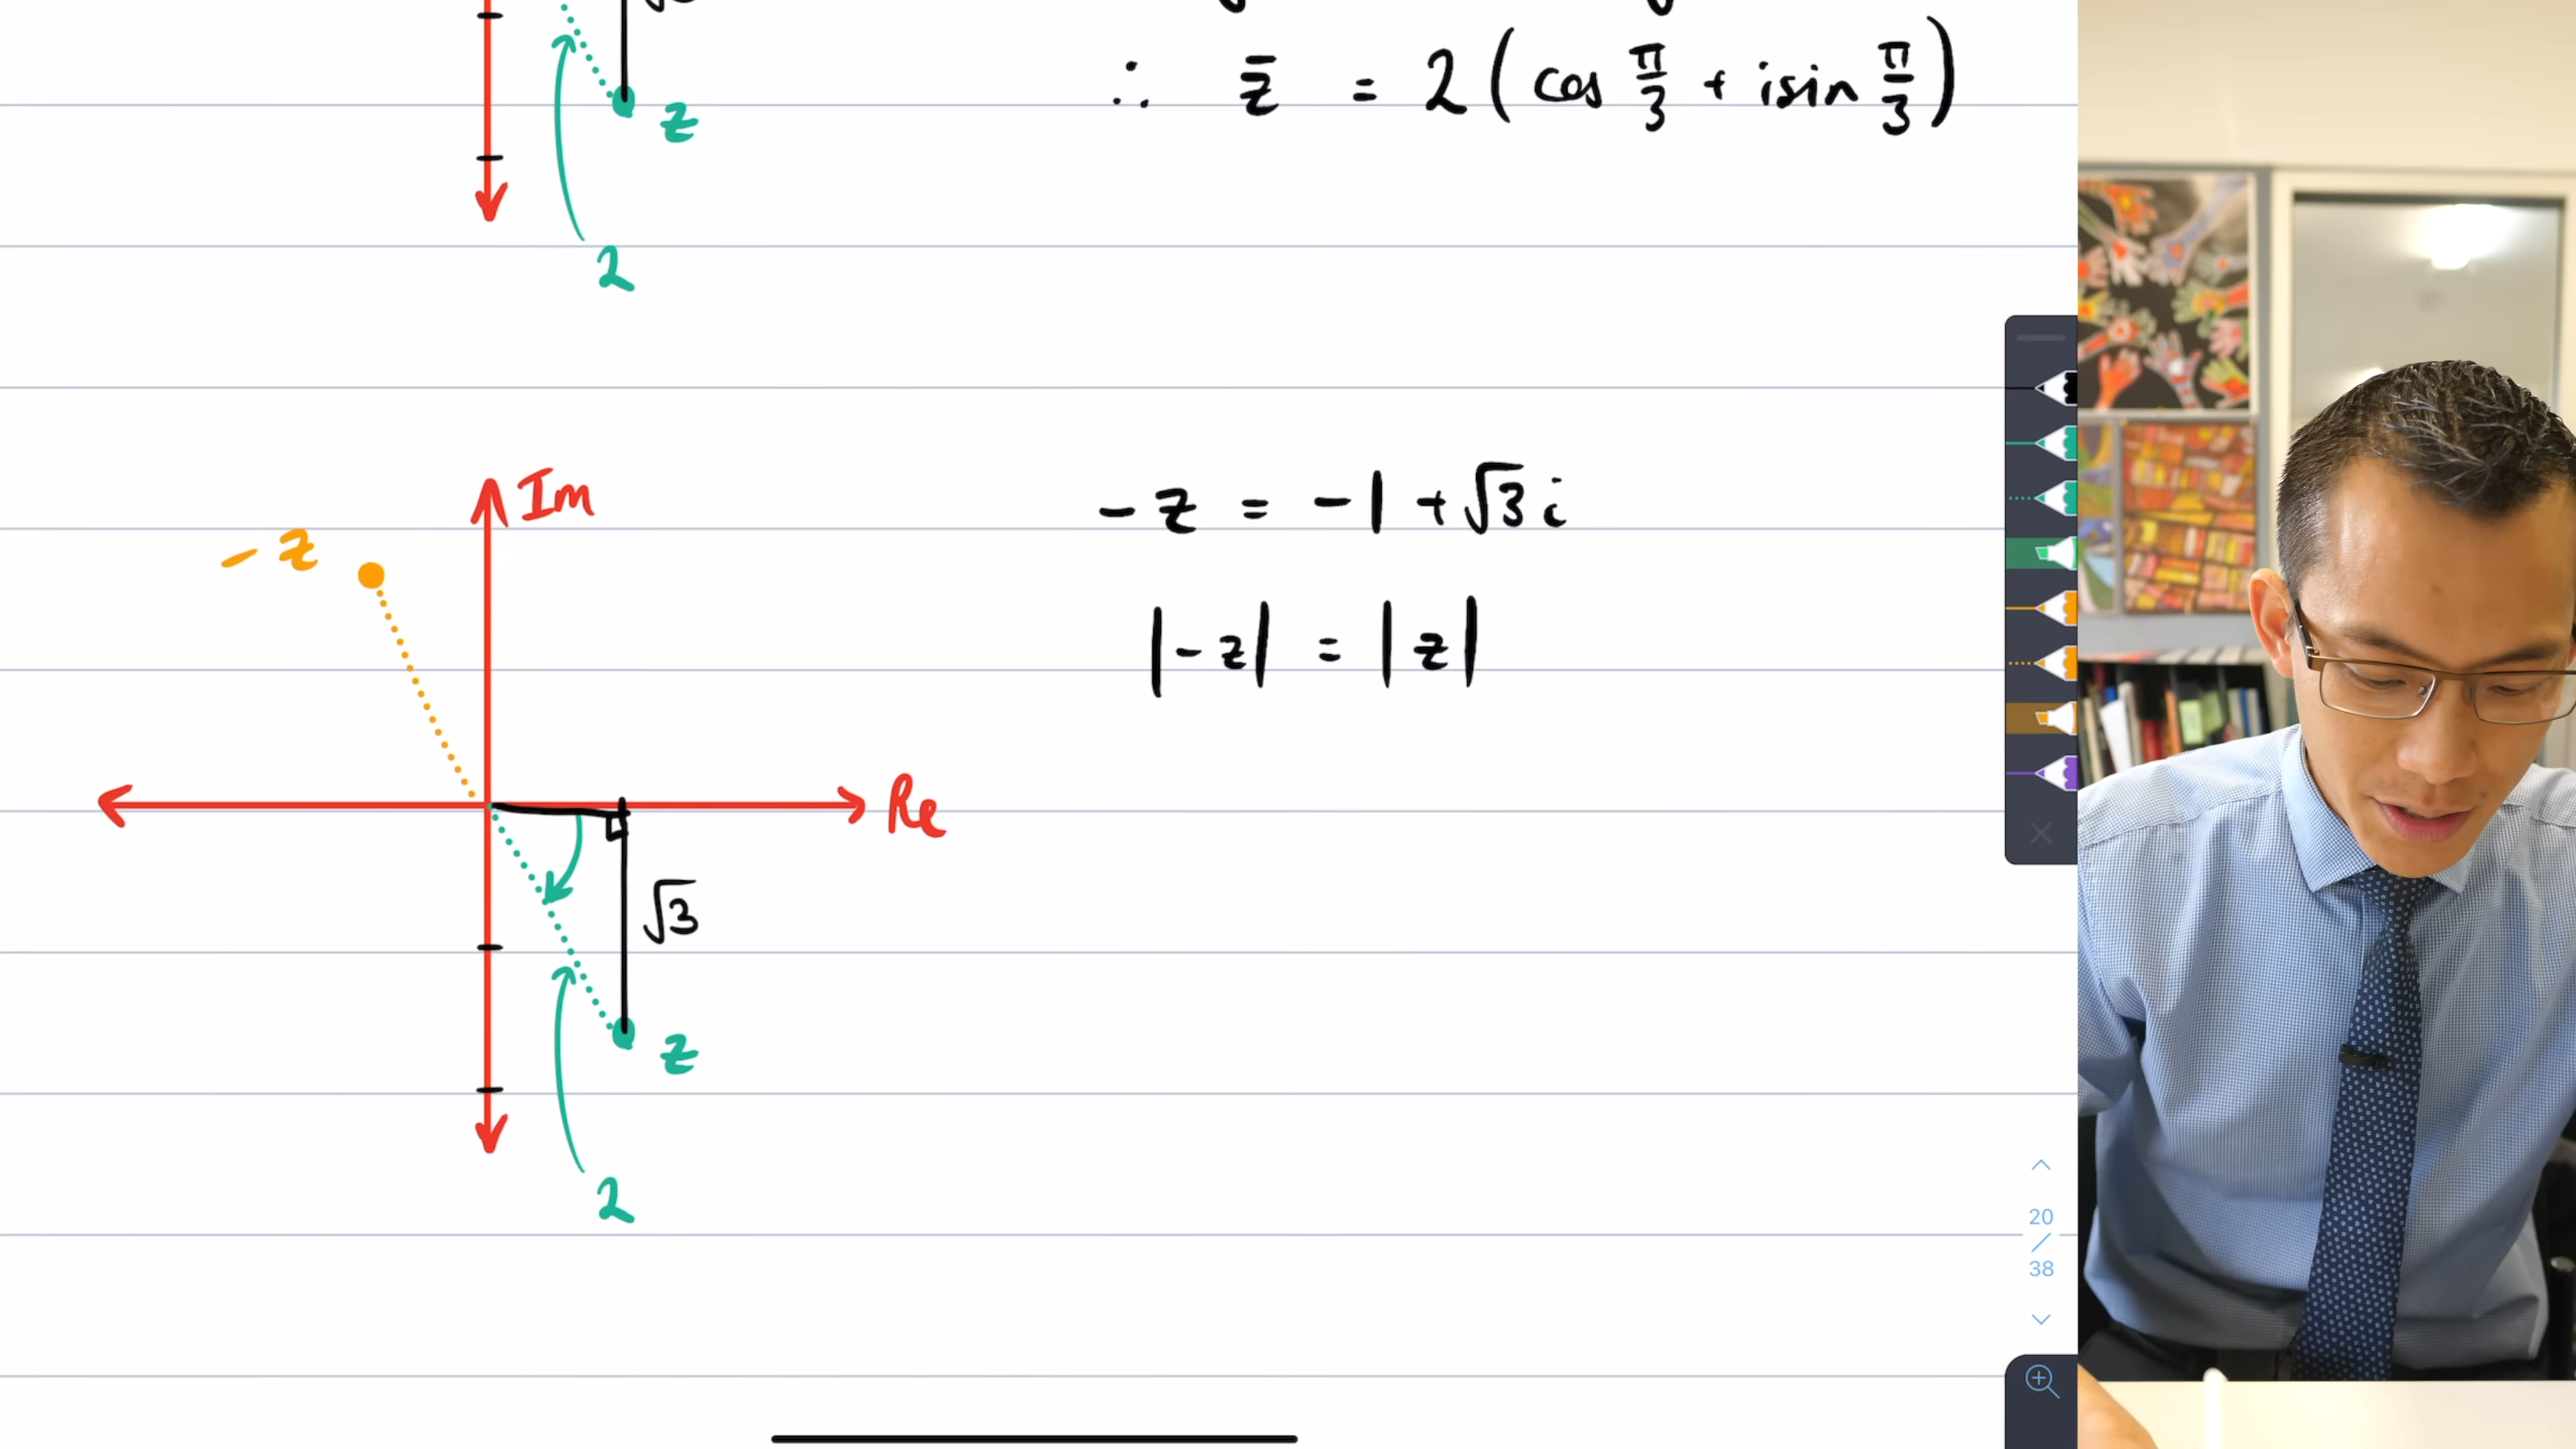 ∴ z̄ = 2(cos π/3 + isin π/3)
z
2
Im
-z
-z = -1 + √3 i
|-z| = |z|
Re
√3
z
2
20
/
38